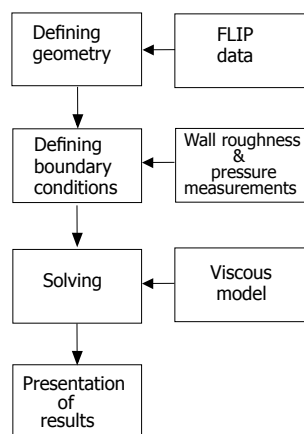 Defining
geometry
FLIP
data
Defining
boundary
conditions
Wall roughness
&
pressure
measurements
Solving
Viscous
model
Presentation
of
results